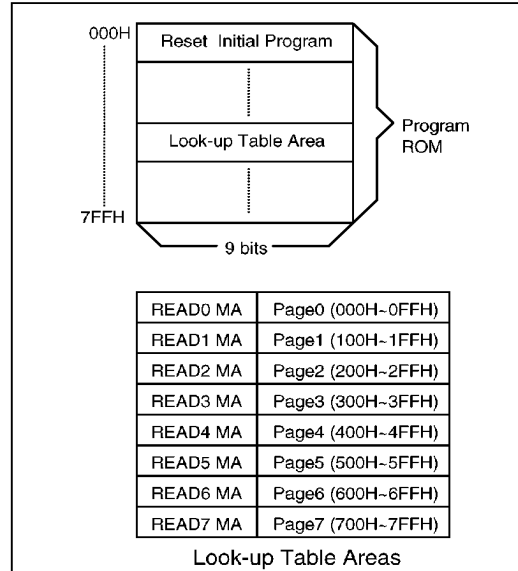 000H
Reset Initial Program
Look-up Table Area
Program
ROM
7FFH
9 bits
READ0 MA Page0 (000H~0FFH)
READ1 MA Page1 (100H~1FFH)
READ2 MA Page2 (200H~2FFH)
READ3 MA Page3 (300H~3FFH)
READ4 MA Page4 (400H~4FFH)
READ5 MA Page5 (500H~5FFH)
READ6 MA Page6 (600H~6FFH)
READ7 MA Page7 (700H~7FFH)
Look-up Table Areas